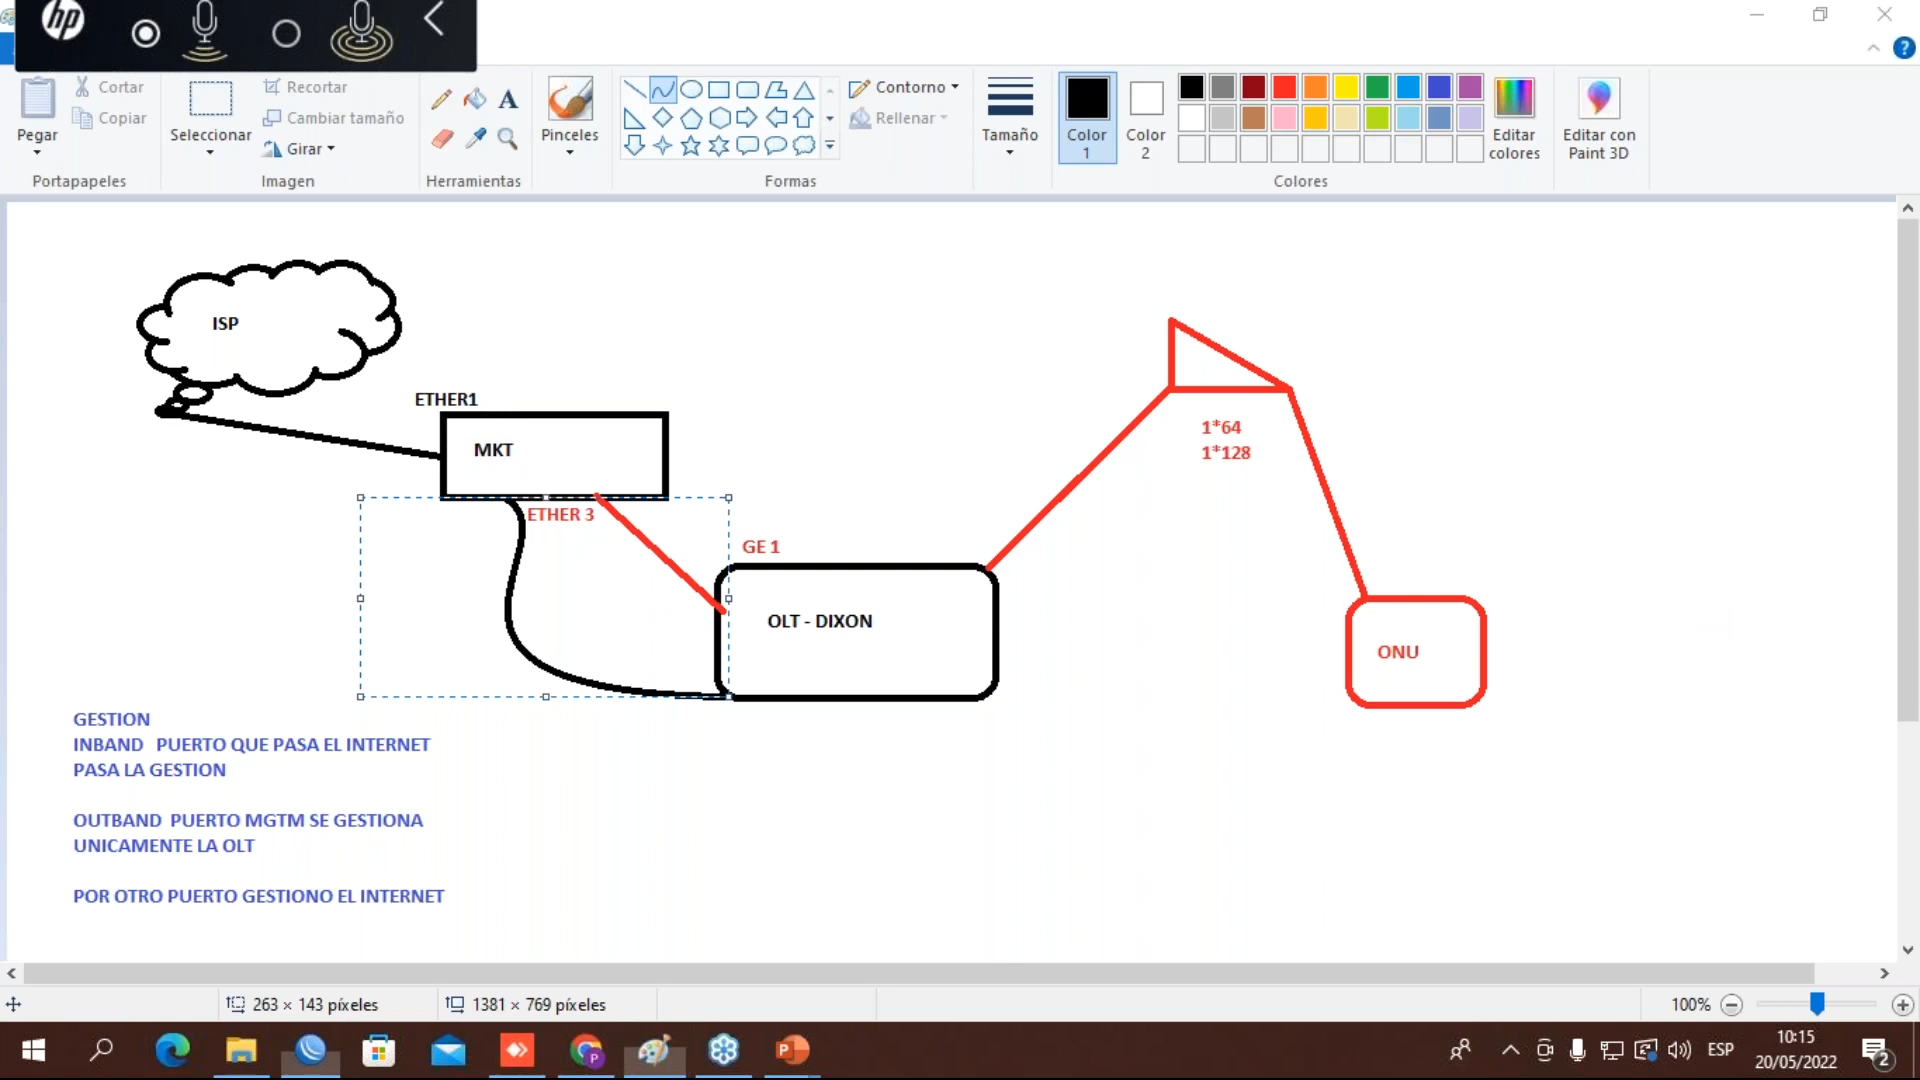 hp
Pegar
Cortar
Copiar
Portapapeles
Seleccionar
Recortar
Cambiar tamaño
Girar
Imagen
Herramientas
Pinceles
Contorno
Rellenar
Formas
Tamaño
Color
1
Color
2
Editar
colores
Colores
Editar con
Paint 3D
ISP
ETHER1
MKT
ETHER 3
GE 1
OLT - DIXON
1*64
1*128
ONU
GESTION
INBAND PUERTO QUE PASA EL INTERNET
PASA LA GESTION
OUTBAND PUERTO MGTM SE GESTIONA
UNICAMENTE LA OLT
POR OTRO PUERTO GESTIONO EL INTERNET
263 × 143 píxeles
1381 × 769 píxeles
100%
ESP
10:15
20/05/2022
2